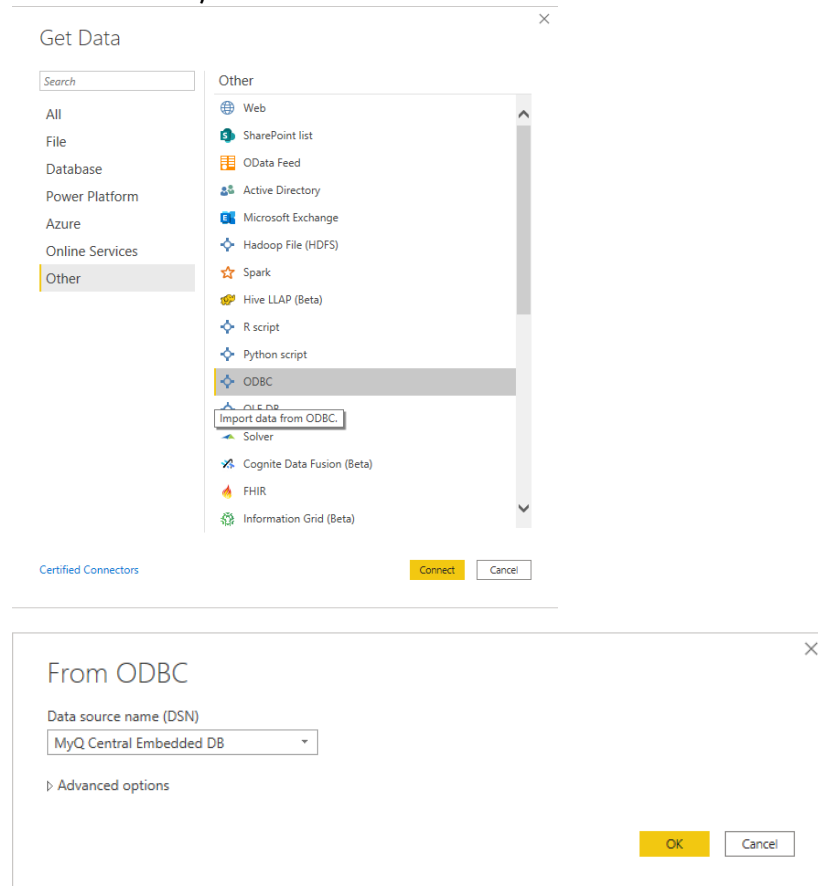 Get Data
Search
All
File
Database
Power Platform
Azure
Online Services
Other
Other
Web
SharePoint list
OData Feed
Active Directory
Microsoft Exchange
Hadoop File (HDFS)
Spark
Hive LLAP (Beta)
R script
Python script
ODBC
Import data from ODBC.
Solver
Cognite Data Fusion (Beta)
FHIR
Information Grid (Beta)
Certified Connectors
Connect
Cancel
From ODBC
Data source name (DSN)
MyQ Central Embedded DB
Advanced options
OK
Cancel